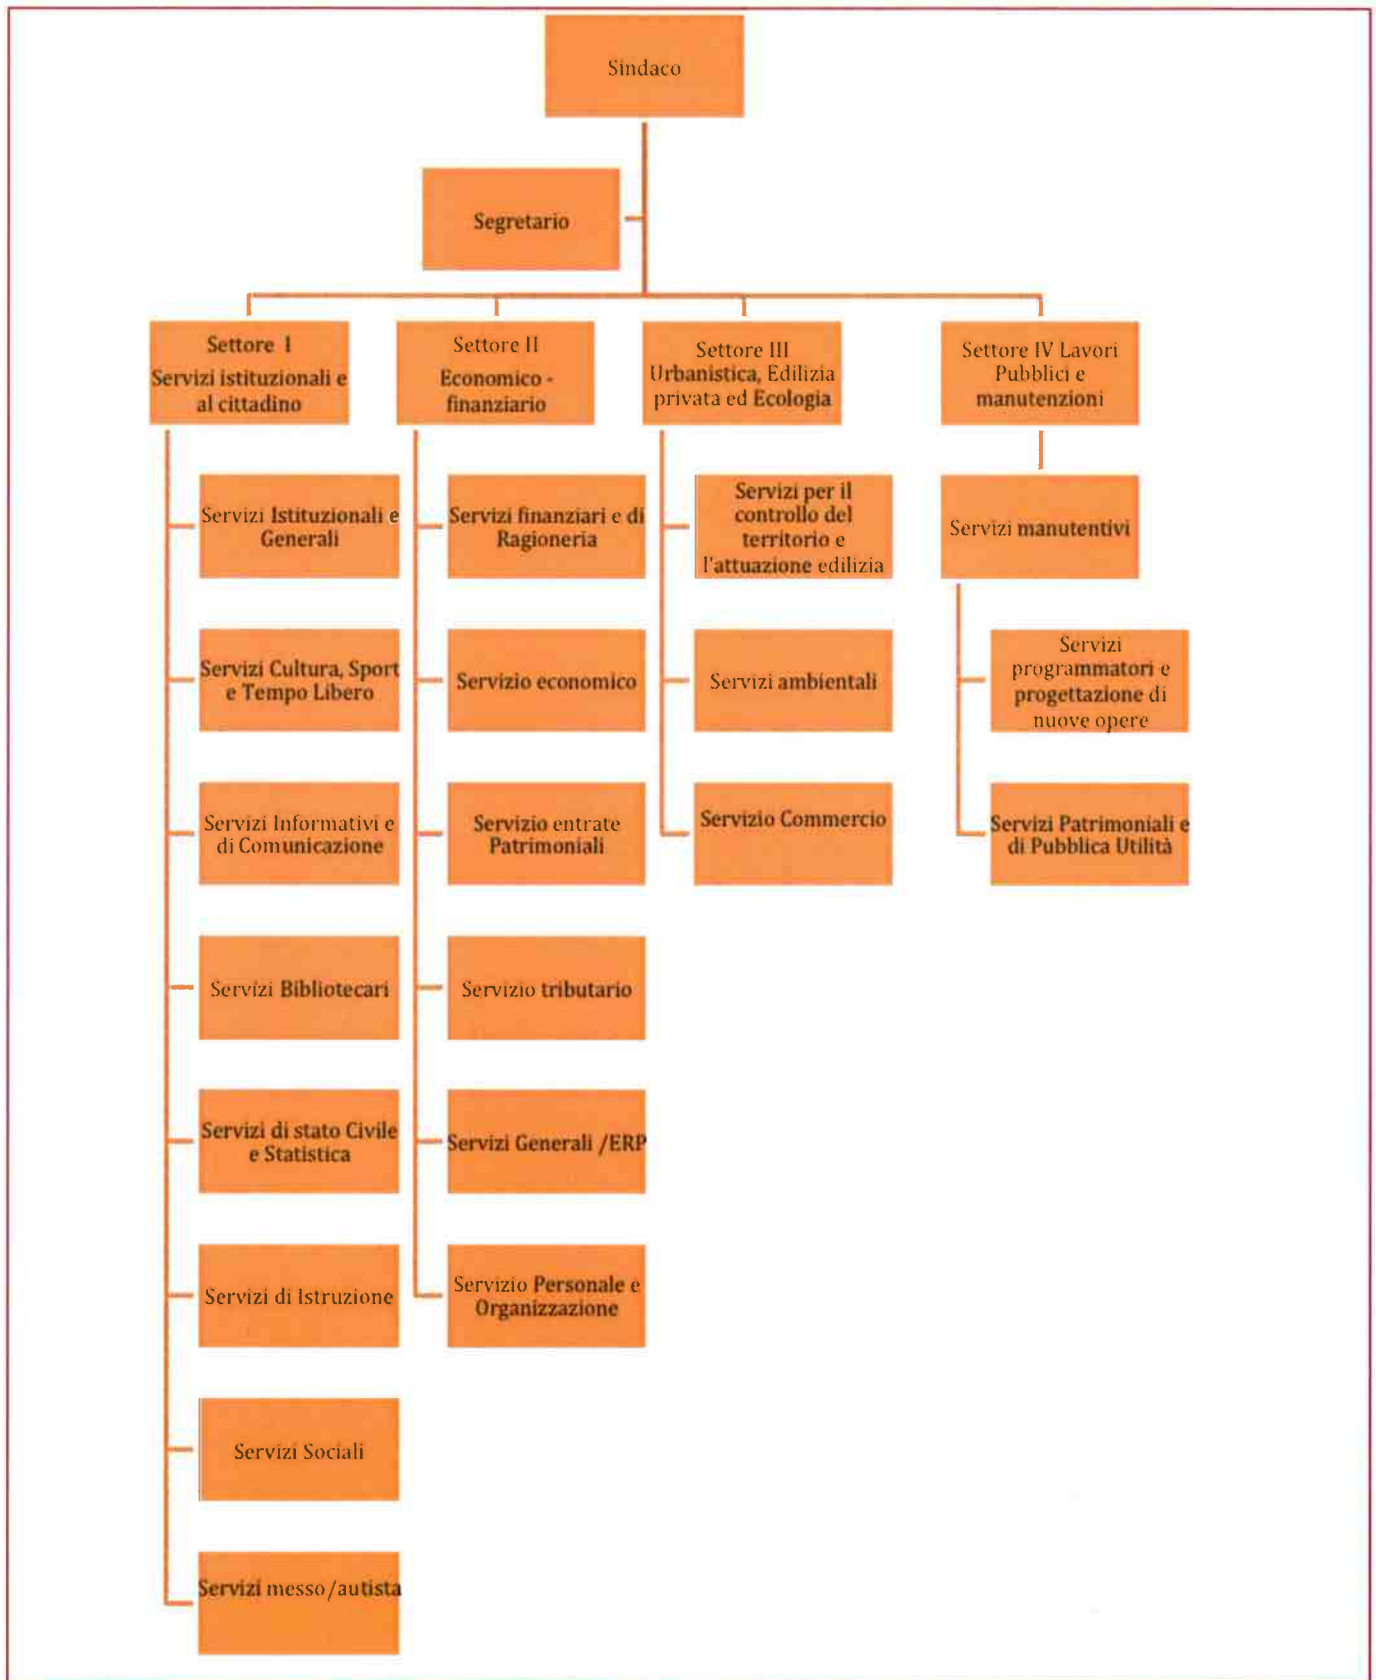 Sindaco
Segretario
Settore I
Servizi istituzionali e
al cittadino
Servizi Istituzionali e
Generali
Servizi Cultura, Sport
e Tempo Libero
Servizi Informativi e
di Comunicazione
Servizi Bibliotecari
Servizi di stato Civile
e Statistica
Servizi di Istruzione
Servizi Sociali
Servizi messo/autista
Settore II
Economico -
finanziario
Servizi finanziari e di
Ragioneria
Servizio economico
Servizio entrate
Patrimoniali
Servizio tributario
Servizi Generali /ERP
Servizio Personale e
Organizzazione
Settore III
Urbanistica, Edilizia
privata ed Ecologia
Servizi per il
controllo del
territorio e
l'attuazione edilizia
Servizi ambientali
Servizio Commercio
Settore IV Lavori
Pubblici e
manutenzioni
Servizi manutentivi
Servizi
programmatori e
progettazione di
nuove opere
Servizi Patrimoniali e
di Pubblica Utilità